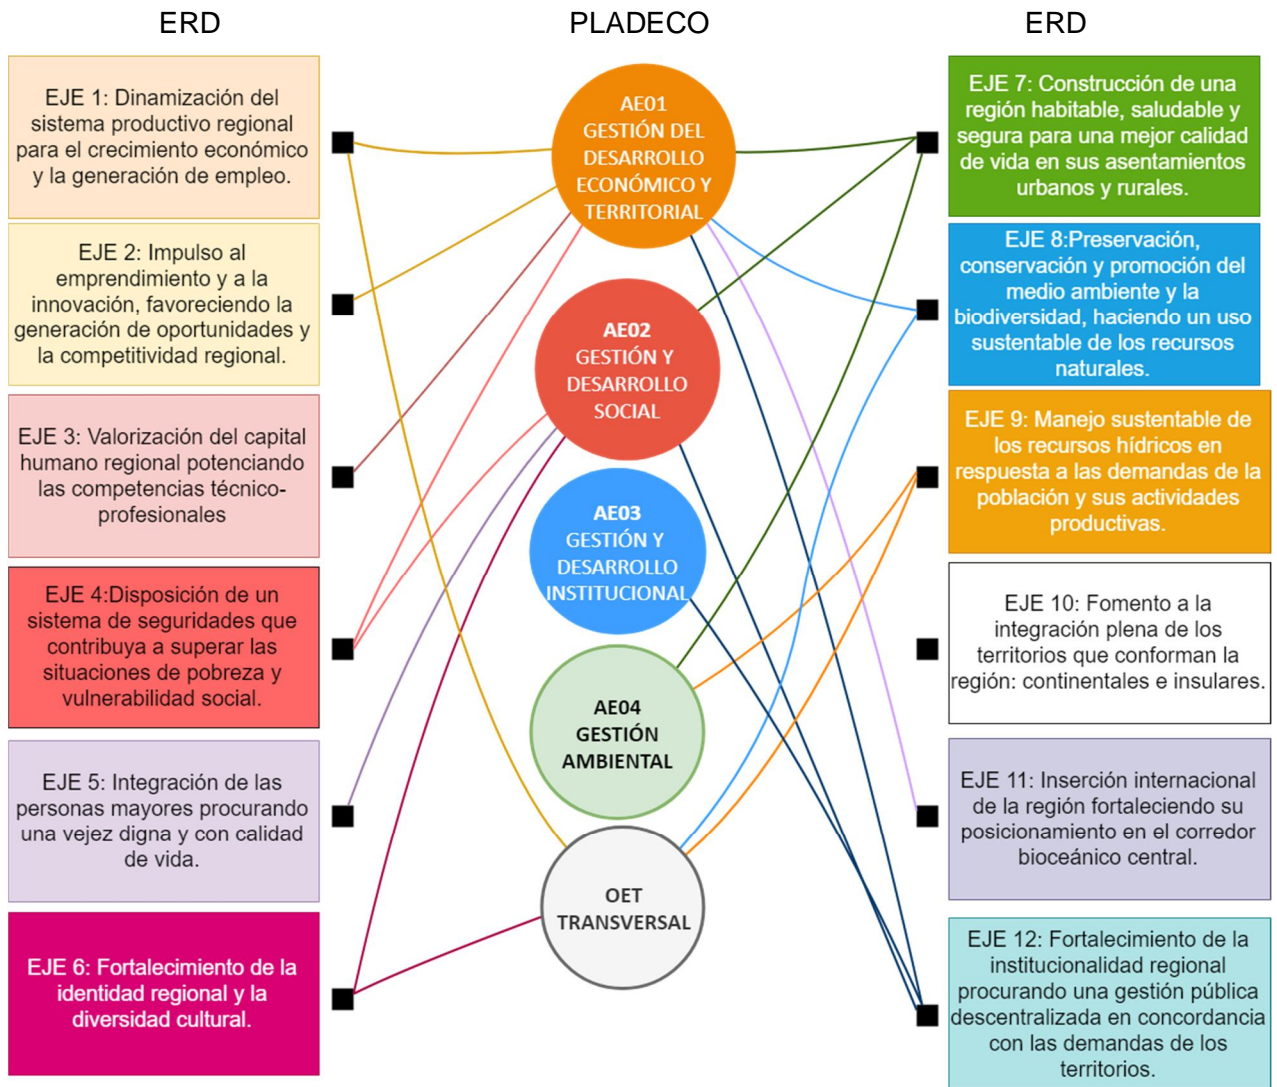 ERD
EJE 1: Dinamización del
sistema productivo regional
para el crecimiento económico
y la generación de empleo.
EJE 2: Impulso al
emprendimiento y a la
innovación, favoreciendo la
generación de oportunidades y
la competitividad regional.
EJE 3: Valorización del capital
humano regional potenciando
las competencias técnico-
profesionales
EJE 4:Disposición de un
sistema de seguridades que
contribuya a superar las
situaciones de pobreza y
vulnerabilidad social.
EJE 5: Integración de las
personas mayores procurando
una vejez digna y con calidad
de vida.
EJE 6: Fortalecimiento de la
identidad regional y la
diversidad cultural.
PLADECO
AE01
GESTIÓN DEL
DESARROLLO
ECONÓMICO Y
TERRITORIAL
AE02
GESTIÓN Y
DESARROLLO
SOCIAL
AE03
GESTIÓN Y
DESARROLLO
INSTITUCIONAL
AE04
GESTIÓN
AMBIENTAL
OET
TRANSVERSAL
ERD
EJE 7: Construcción de una
región habitable, saludable y
segura para una mejor calidad
de vida en sus asentamientos
urbanos y rurales.
EJE 8:Preservación,
conservación y promoción del
medio ambiente y la
biodiversidad, haciendo un uso
sustentable de los recursos
naturales.
EJE 9: Manejo sustentable de
los recursos hídricos en
respuesta a las demandas de la
población y sus actividades
productivas.
EJE 10: Fomento a la
integración plena de los
territorios que conforman la
región: continentales e insulares.
EJE 11: Inserción internacional
de la región fortaleciendo su
posicionamiento en el corredor
bioceánico central.
EJE 12: Fortalecimiento de la
institucionalidad regional
procurando una gestión pública
descentralizada en concordancia
con las demandas de los
territorios.